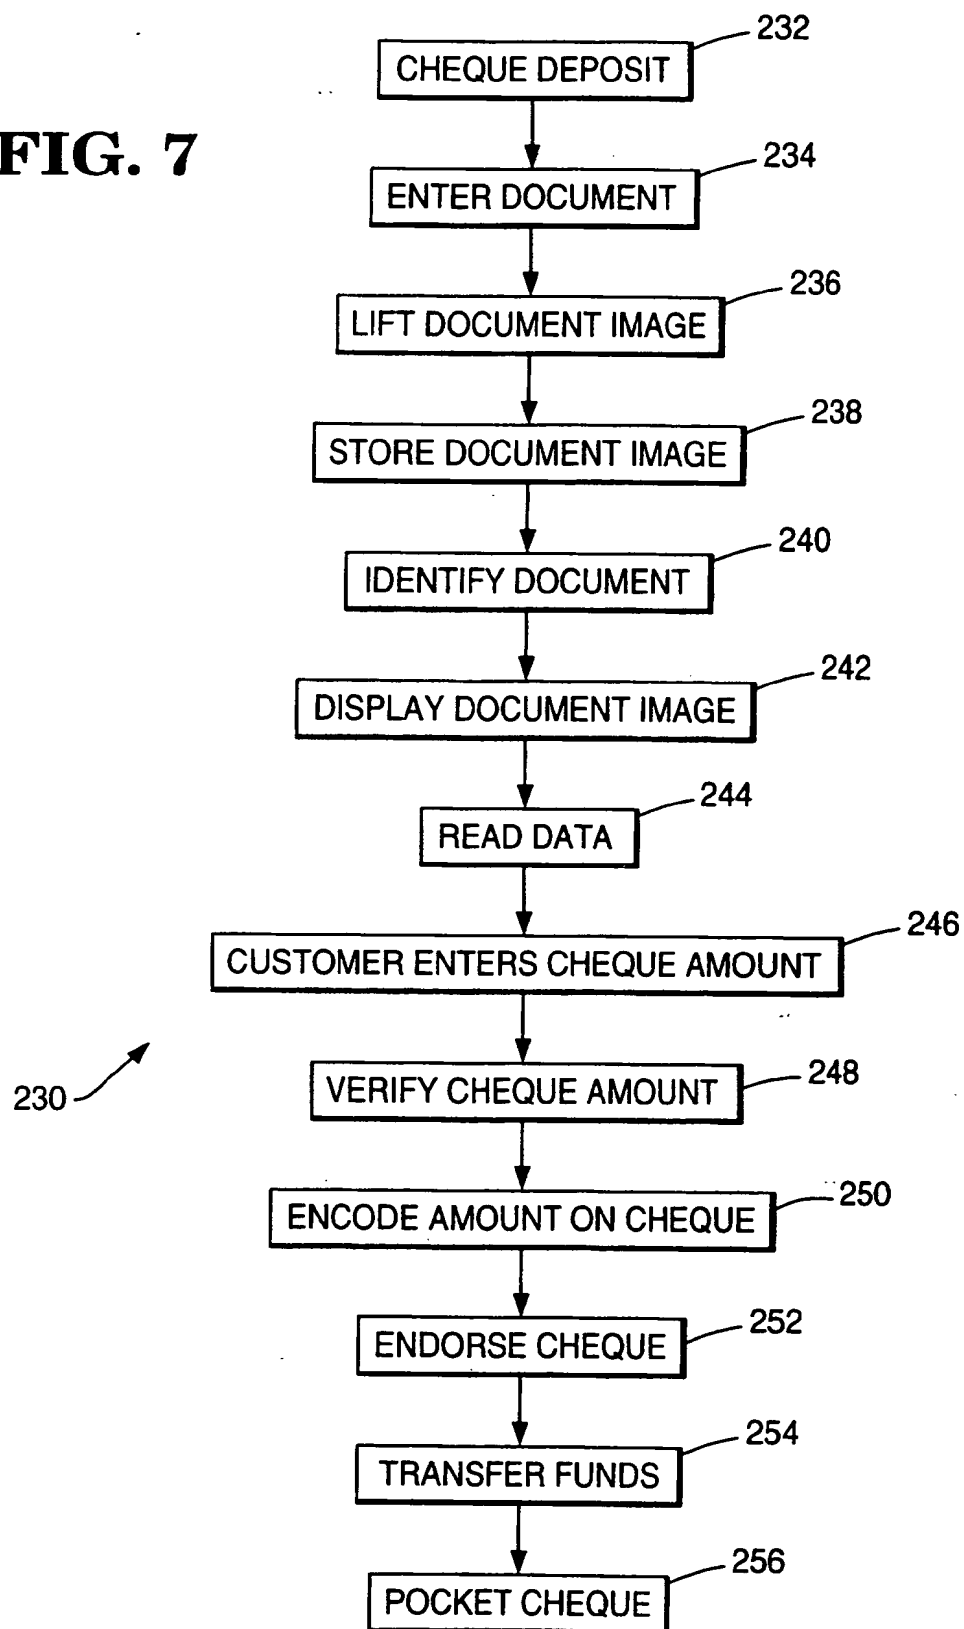 232
CHEQUE DEPOSIT
FIG. 7
234
ENTER DOCUMENT
236
LIFT DOCUMENT IMAGE
238
STORE DOCUMENT IMAGE
240
IDENTIFY DOCUMENT
242
DISPLAY DOCUMENT IMAGE
244
READ DATA
246
CUSTOMER ENTERS CHEQUE AMOUNT
230
248
VERIFY CHEQUE AMOUNT
250
ENCODE AMOUNT ON CHEQUE
252
ENDORSE CHEQUE
254
TRANSFER FUNDS
256
POCKET CHEQUE